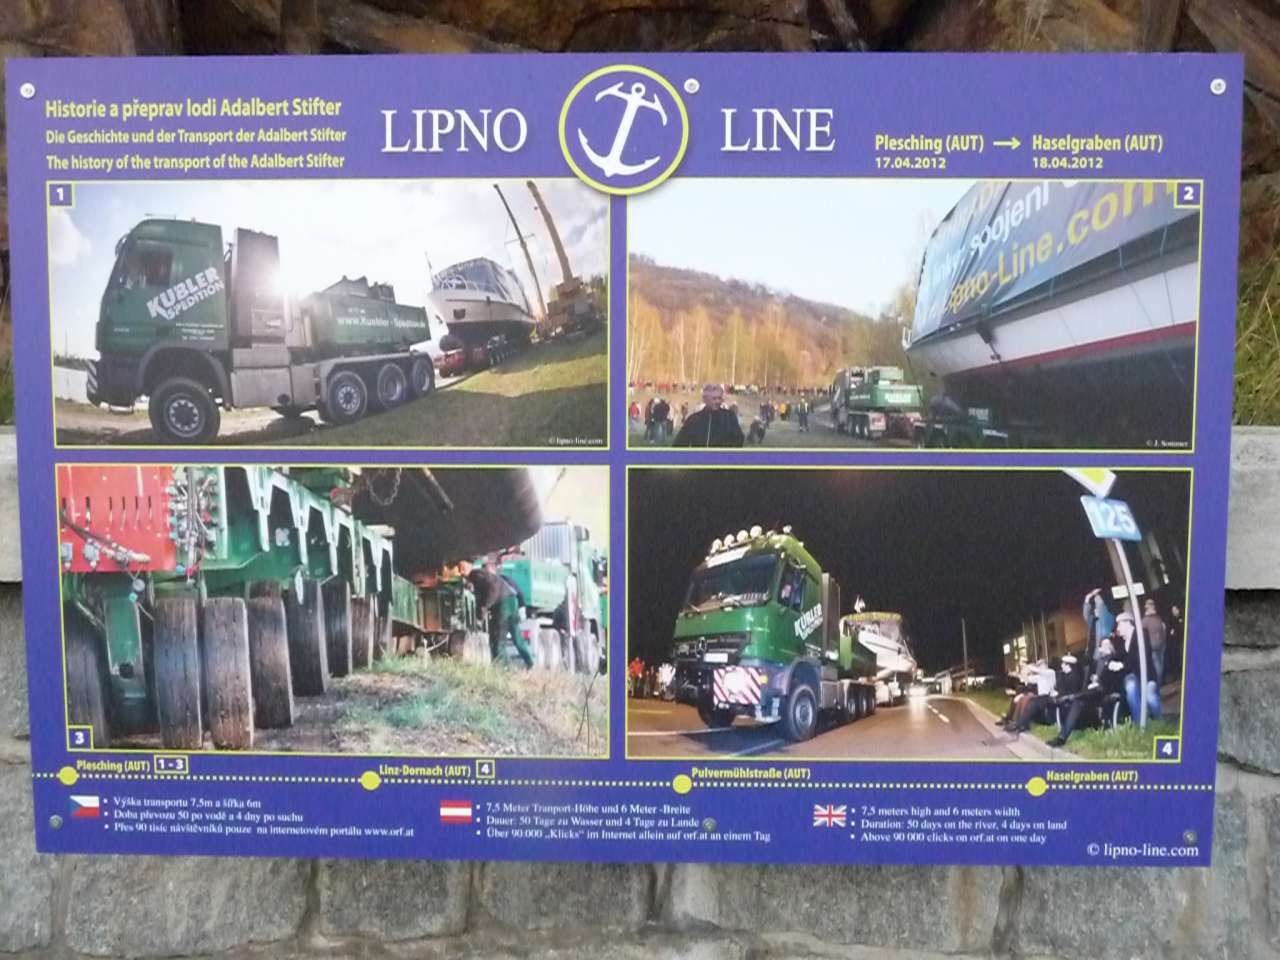 Historie a přeprav lodi Adalbert Stifter
Die Geschichte und der Transport der Adalbert Stifter
The history of the transport of the Adalbert Stifter
LIPNO LINE
Plesching (AUT) → Haselgraben (AUT)
17.04.2012 18.04.2012
1
KÜBLER
SPEDITION
www.Kuebler-Spedition.de
© lipno-line.com
2
spojení
Lipno-Line.com
© J. Sommer
3
125
KÜBLER
4
Plesching (AUT) 1 - 3
Linz-Dornach (AUT) 4
Pulvermühlstraße (AUT)
Haselgraben (AUT)
• Výška transportu 7,5m a šířka 6m
• Doba převozu 50 po vodě a 4 dny po suchu
• Přes 90 tisíc návštěvníků pouze na internetovém portálu www.orf.at
• 7,5 Meter Tranport-Höhe und 6 Meter -Breite
• Dauer: 50 Tage zu Wasser und 4 Tage zu Lande
• Über 90.000 „Klicks" im Internet allein auf orf.at an einem Tag
• 7,5 meters high and 6 meters width
• Duration: 50 days on the river, 4 days on land
• Above 90 000 clicks on orf.at on one day
© lipno-line.com